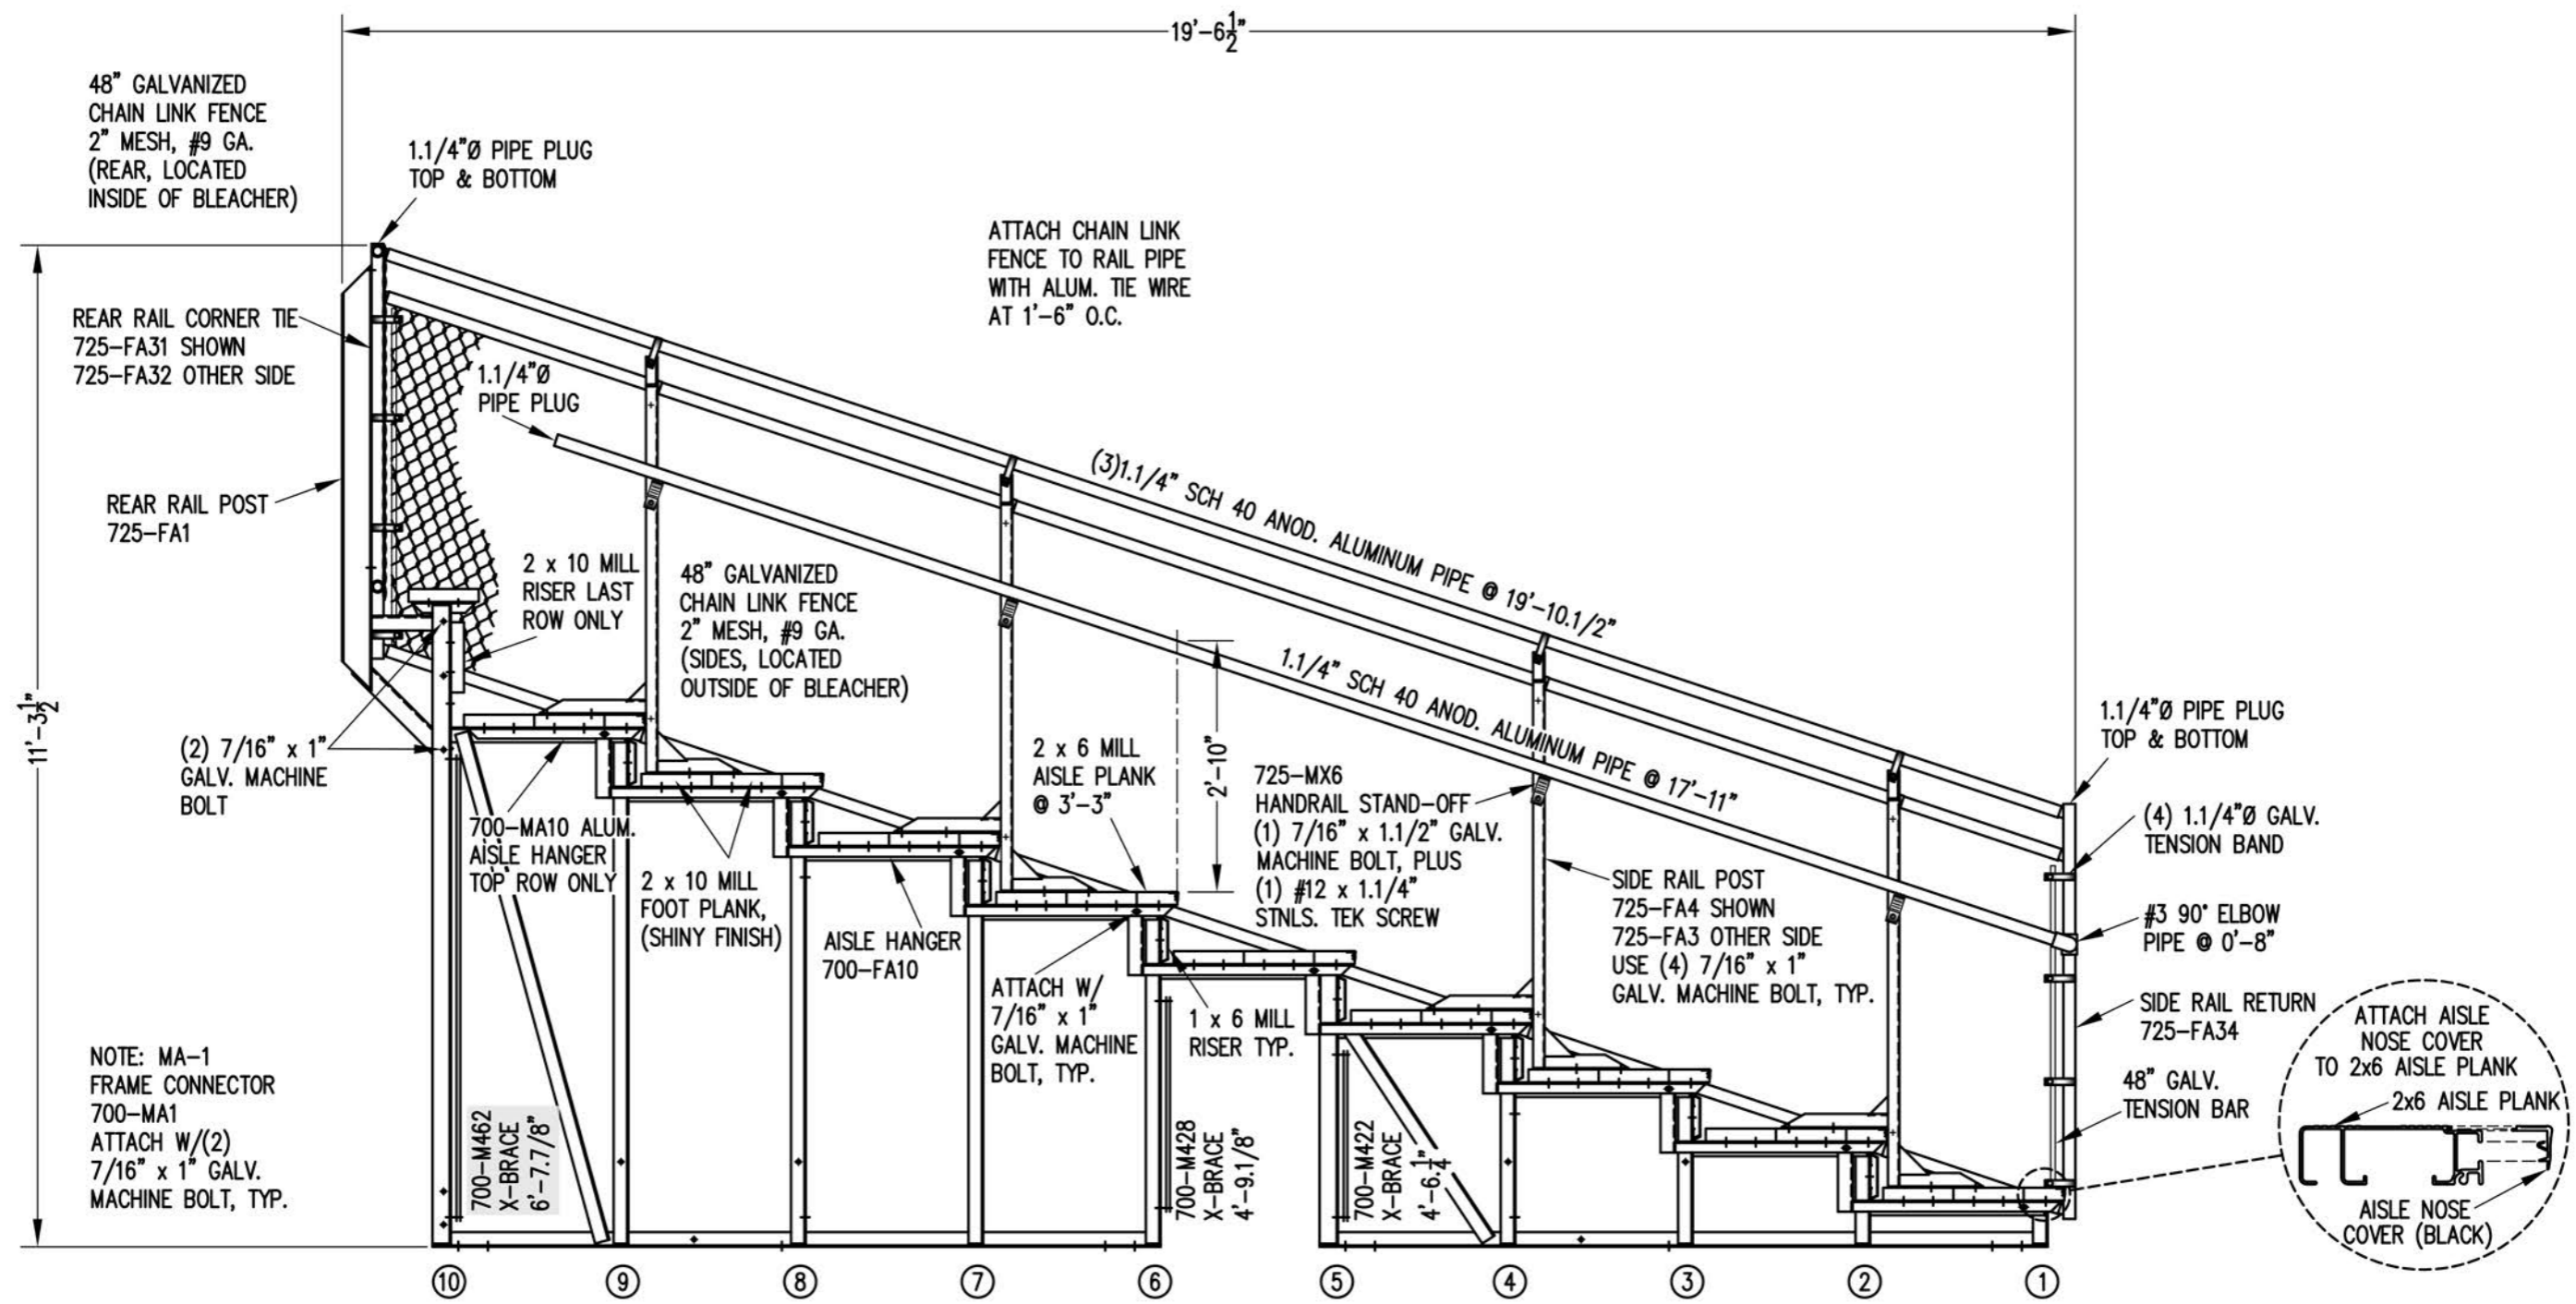 19'-6½"
48" GALVANIZED
CHAIN LINK FENCE
2" MESH, #9 GA.
(REAR, LOCATED
INSIDE OF BLEACHER)
1.1/4"Ø PIPE PLUG
TOP & BOTTOM
ATTACH CHAIN LINK
FENCE TO RAIL PIPE
WITH ALUM. TIE WIRE
AT 1'-6" O.C.
REAR RAIL CORNER TIE
725-FA31 SHOWN
725-FA32 OTHER SIDE
1.1/4"Ø
PIPE PLUG
REAR RAIL POST
725-FA1
(3)1.1/4" SCH 40 ANOD. ALUMINUM PIPE @ 19'-10.1/2"
2 x 10 MILL
RISER LAST
ROW ONLY
48" GALVANIZED
CHAIN LINK FENCE
2" MESH, #9 GA.
(SIDES, LOCATED
OUTSIDE OF BLEACHER)
1.1/4" SCH 40 ANOD. ALUMINUM PIPE @ 17'-11"
11'-3½"
(2) 7/16" x 1"
GALV. MACHINE
BOLT
2 x 6 MILL
AISLE PLANK
@ 3'-3"
2'-10"
725-MX6
HANDRAIL STAND-OFF
(1) 7/16" x 1.1/2" GALV.
MACHINE BOLT, PLUS
(1) #12 x 1.1/4"
STNLS. TEK SCREW
1.1/4"Ø PIPE PLUG
TOP & BOTTOM
(4) 1.1/4"Ø GALV.
TENSION BAND
700-MA10 ALUM.
AISLE HANGER
TOP ROW ONLY
2 x 10 MILL
FOOT PLANK,
(SHINY FINISH)
AISLE HANGER
700-FA10
SIDE RAIL POST
725-FA4 SHOWN
725-FA3 OTHER SIDE
USE (4) 7/16" x 1"
GALV. MACHINE BOLT, TYP.
#3 90° ELBOW
PIPE @ 0'-8"
ATTACH W/
7/16" x 1"
GALV. MACHINE
BOLT, TYP.
1 x 6 MILL
RISER TYP.
SIDE RAIL RETURN
725-FA34
48" GALV.
TENSION BAR
ATTACH AISLE
NOSE COVER
TO 2x6 AISLE PLANK
2x6 AISLE PLANK
AISLE NOSE
COVER (BLACK)
NOTE: MA-1
FRAME CONNECTOR
700-MA1
ATTACH W/(2)
7/16" x 1" GALV.
MACHINE BOLT, TYP.
700-M462
X-BRACE
6'-7.7/8"
700-M428
X-BRACE
4'-9.1/8"
700-M422
X-BRACE
4'-6.¼"
10
9
8
7
6
5
4
3
2
1